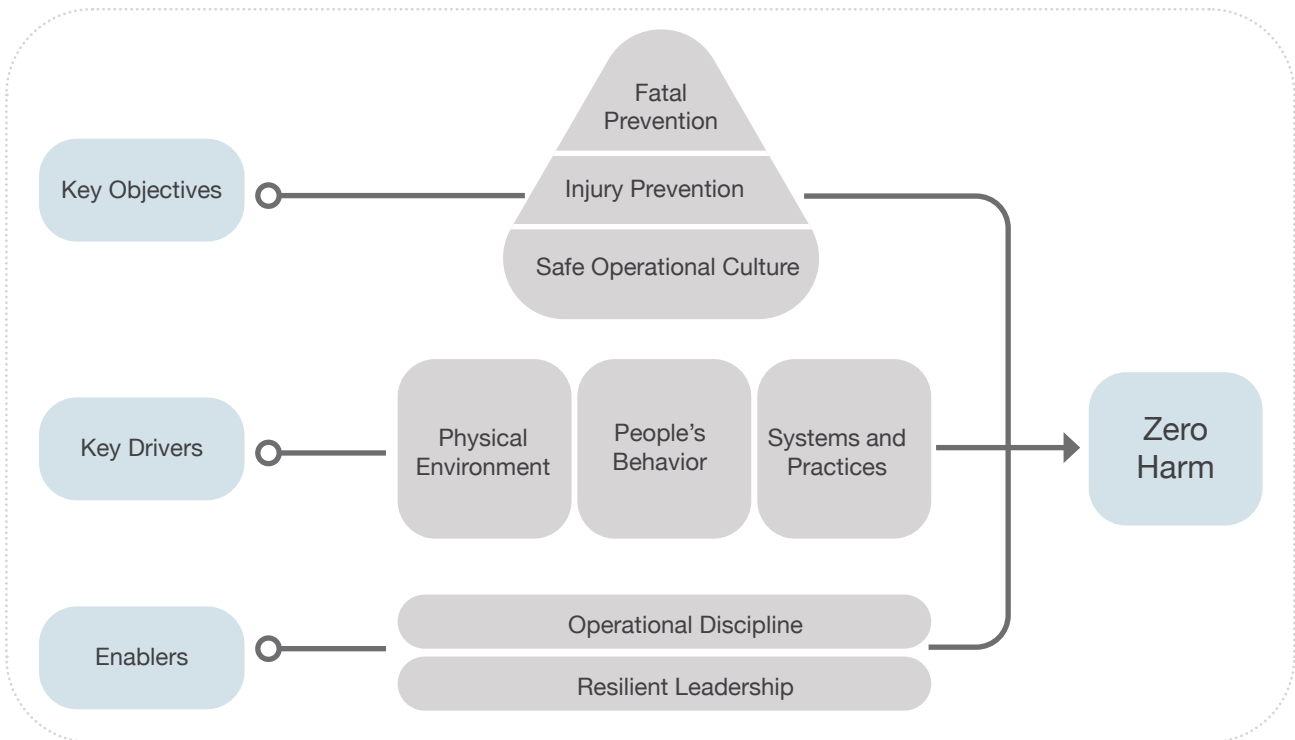 Key Objectives
Fatal
Prevention
Injury Prevention
Safe Operational Culture
Key Drivers
Physical
Environment
People’s
Behavior
Systems and
Practices
Zero
Harm
Enablers
Operational Discipline
Resilient Leadership